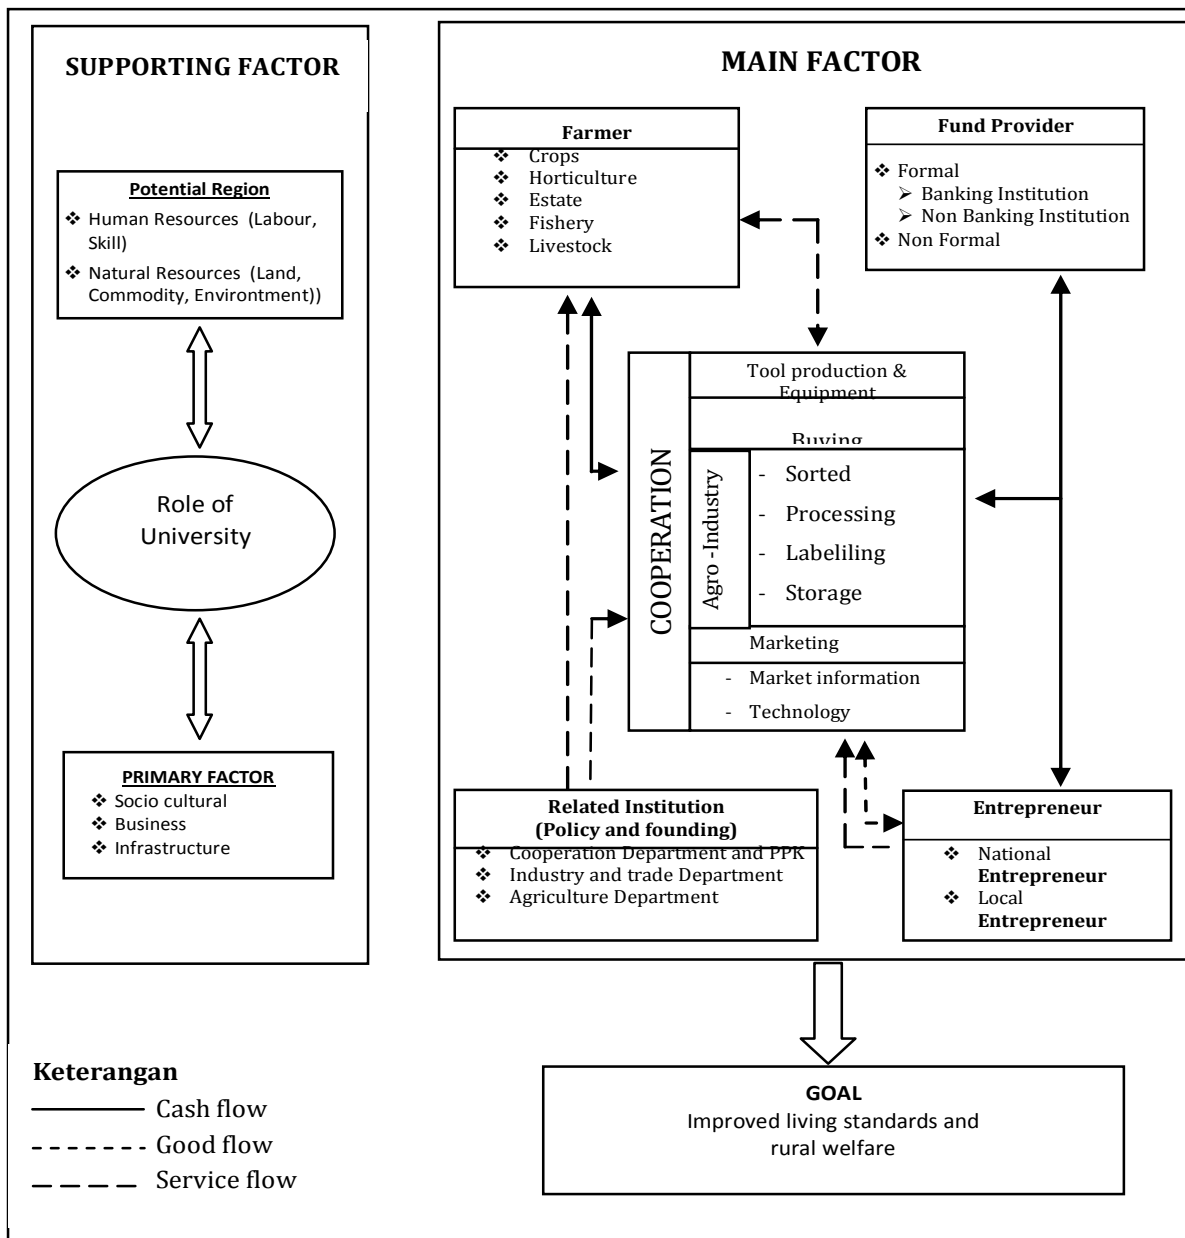 SUPPORTING FACTOR
Potential Region
❖ Human Resources (Labour,
Skill)
❖ Natural Resources (Land,
Commodity, Environtment))
Role of
University
PRIMARY FACTOR
❖ Socio cultural
❖ Business
❖ Infrastructure
MAIN FACTOR
Farmer
❖ Crops
❖ Horticulture
❖ Estate
❖ Fishery
❖ Livestock
Fund Provider
❖ Formal
➢ Banking Institution
➢ Non Banking Institution
❖ Non Formal
COOPERATION
Tool production &
Equipment
Buying
Agro -Industry
- Sorted
- Processing
- Labeliling
- Storage
Marketing
- Market information
- Technology
Related Institution
(Policy and founding)
❖ Cooperation Department and PPK
❖ Industry and trade Department
❖ Agriculture Department
Entrepreneur
❖ National
Entrepreneur
❖ Local
Entrepreneur
Keterangan
Cash flow
Good flow
Service flow
GOAL
Improved living standards and
rural welfare